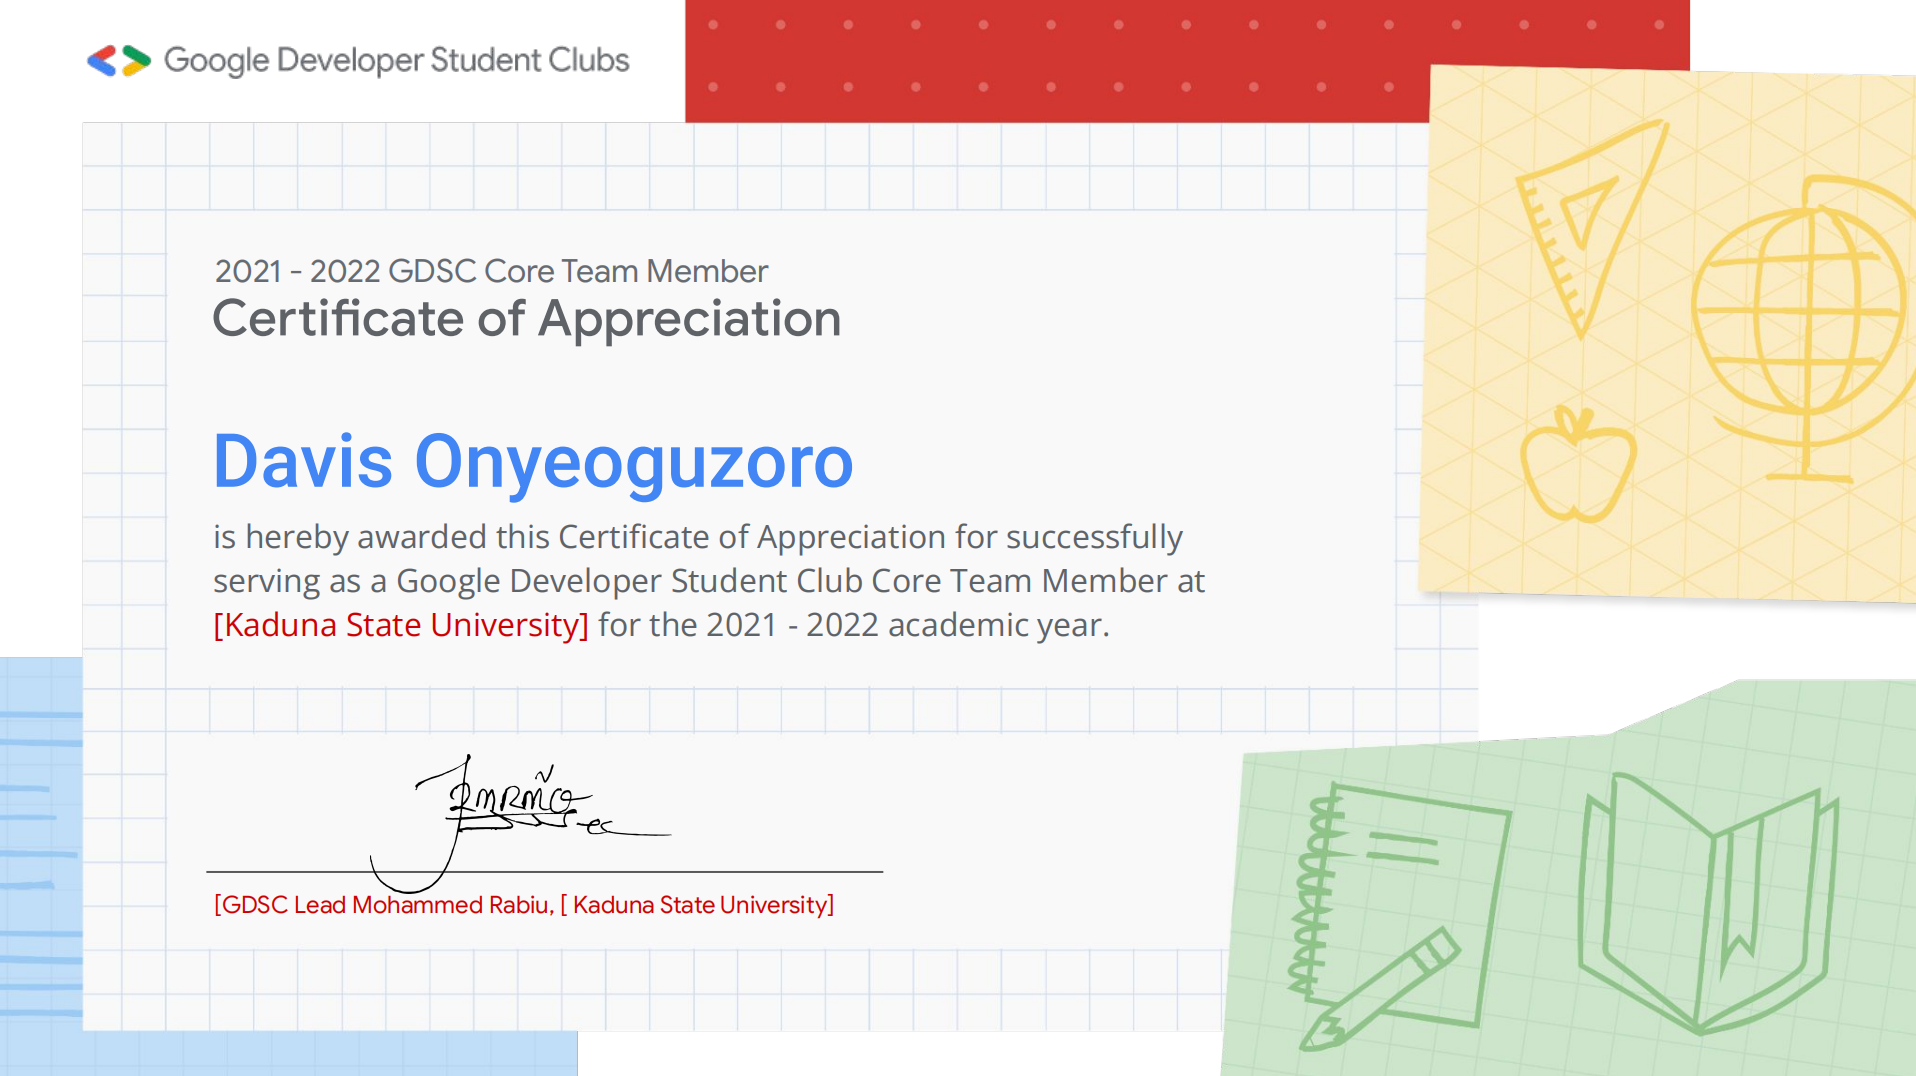 Google Developer Student Clubs
2021 - 2022 GDSC Core Team Member
Certificate of Appreciation
Davis Onyeoguzoro
is hereby awarded this Certificate of Appreciation for successfully
serving as a Google Developer Student Club Core Team Member at
[Kaduna State University] for the 2021 - 2022 academic year.
[GDSC Lead Mohammed Rabiu, [ Kaduna State University]